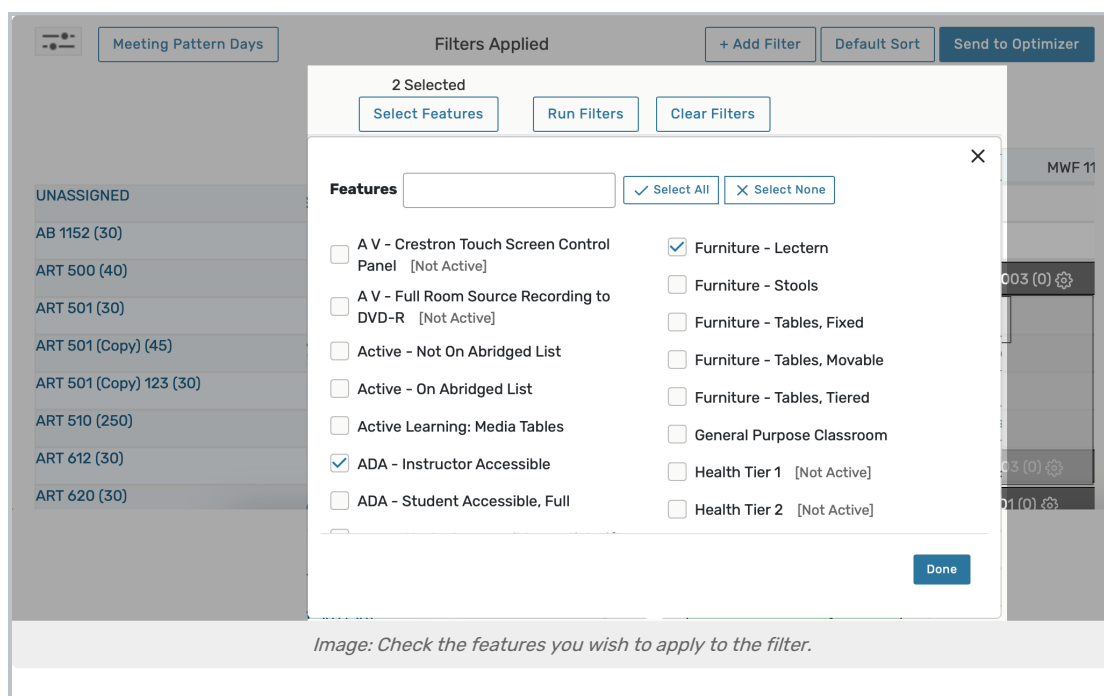 Meeting Pattern Days
Filters Applied
+ Add Filter
Default Sort
Send to Optimizer
2 Selected
Select Features
Run Filters
Clear Filters
MWF 11
UNASSIGNED
AB 1152 (30)
ART 500 (40)
ART 501 (30)
ART 501 (Copy) (45)
ART 501 (Copy) 123 (30)
ART 510 (250)
ART 612 (30)
ART 620 (30)
Features
Select All
Select None
A V - Crestron Touch Screen Control
Panel [Not Active]
A V - Full Room Source Recording to
DVD-R [Not Active]
Active - Not On Abridged List
Active - On Abridged List
Active Learning: Media Tables
ADA - Instructor Accessible
ADA - Student Accessible, Full
Furniture - Lectern
Furniture - Stools
Furniture - Tables, Fixed
Furniture - Tables, Movable
Furniture - Tables, Tiered
General Purpose Classroom
Health Tier 1 [Not Active]
Health Tier 2 [Not Active]
003 (0)
03 (0)
01 (0)
Done
Image: Check the features you wish to apply to the filter.